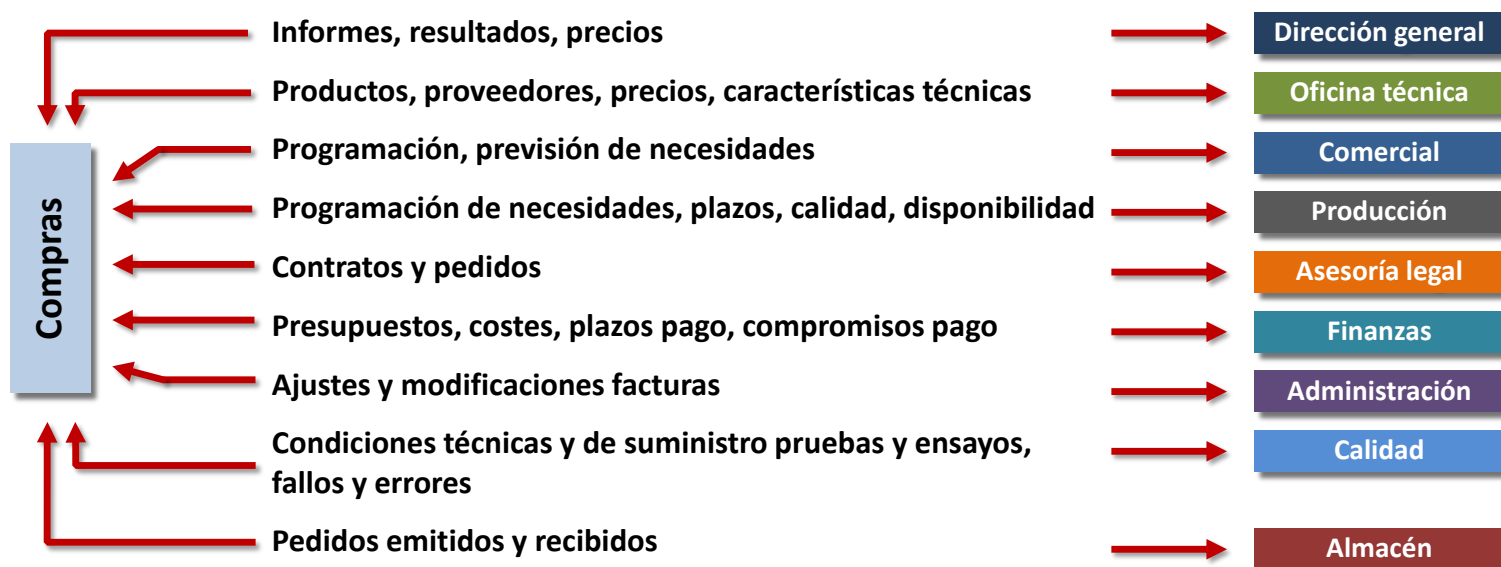 Informes, resultados, precios
Dirección general
Productos, proveedores, precios, características técnicas
Oficina técnica
Programación, previsión de necesidades
Comercial
Compras
Programación de necesidades, plazos, calidad, disponibilidad
Producción
Contratos y pedidos
Asesoría legal
Presupuestos, costes, plazos pago, compromisos pago
Finanzas
Ajustes y modificaciones facturas
Administración
Condiciones técnicas y de suministro pruebas y ensayos,
fallos y errores
Calidad
Pedidos emitidos y recibidos
Almacén